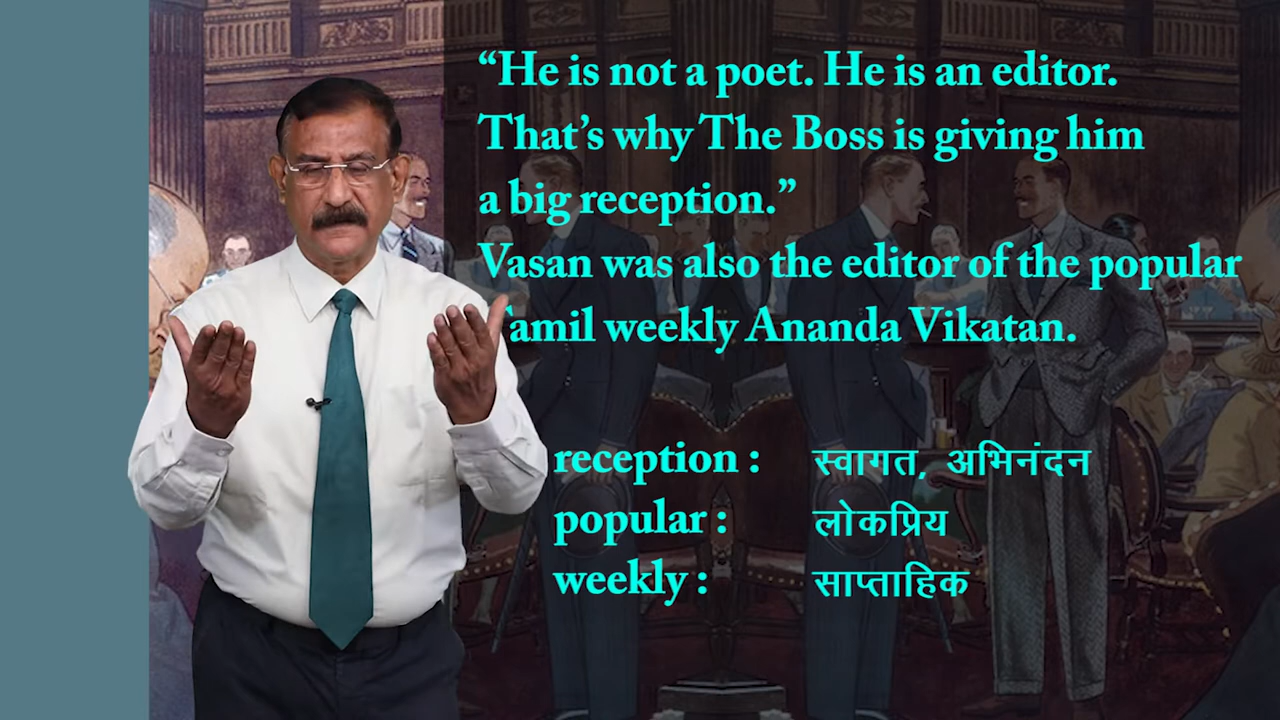 “He is not a poet. He is an editor.
That’s why The Boss is giving him
a big reception.”
Vasan was also the editor of the popular
Tamil weekly Ananda Vikatan.
reception : स्वागत, अभिनंदन
popular : लोकप्रिय
weekly : साप्ताहिक